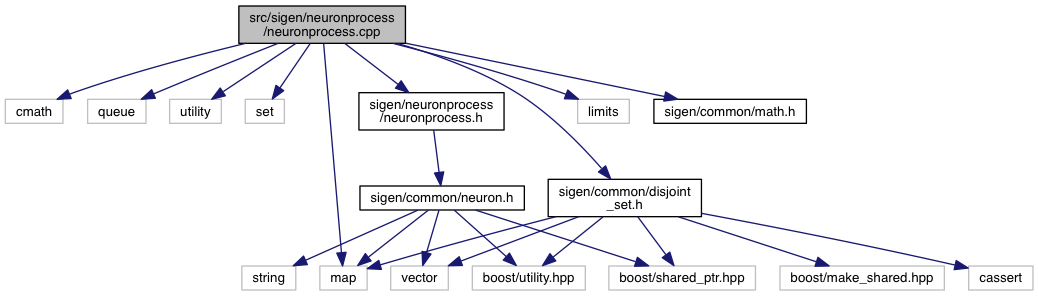 src/sigen/neuronprocess
/neuronprocess.cpp
cmath
queue
utility
set
sigen/neuronprocess
/neuronprocess.h
limits
sigen/common/math.h
sigen/common/neuron.h
sigen/common/disjoint
_set.h
string
map
vector
boost/utility.hpp
boost/shared_ptr.hpp
boost/make_shared.hpp
cassert